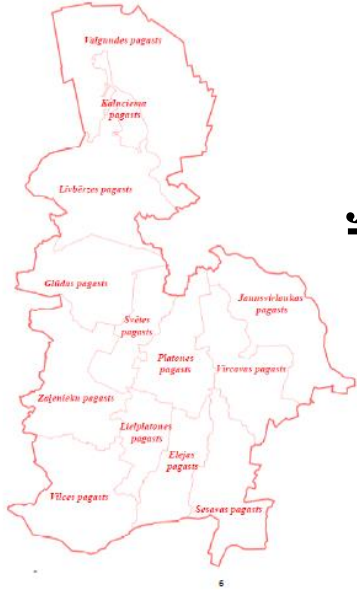 Valgundes pagasts
Kalnciema
pagasts
Līvbērzes pagasts
Glūdas pagasts
Jaunsvirlaukas
pagasts
Svētes
pagasts
Platones
pagasts
Vircavas pagasts
Zaļenieku pagasts
Lielplatones
pagasts
Elejas
pagasts
Vilces pagasts
Sesavas pagasts
6